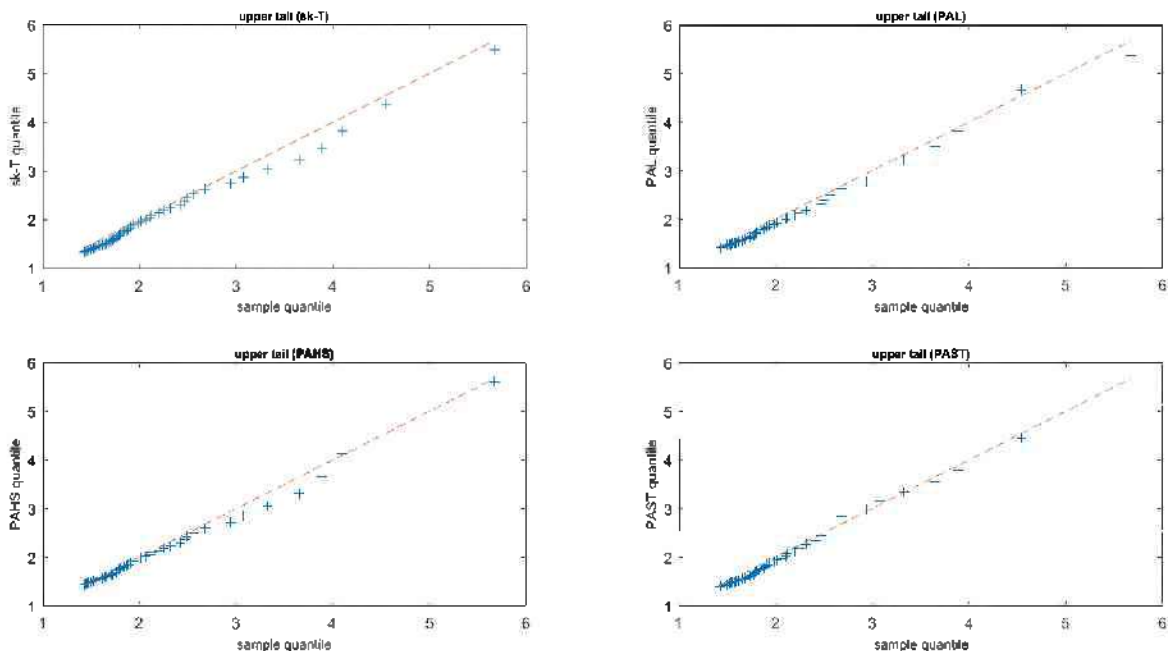 upper tail (sk-T)
6
5
4
3
2
1
sk-T quantile
1 2 3 4 5 6
sample quantile
upper tail (PAL)
6
5
4
3
2
1
PAL quantile
1 2 3 4 5 6
sample quantile
upper tail (PAHS)
6
5
4
3
2
1
PAHS quantile
1 2 3 4 5 6
sample quantile
upper tail (PAST)
6
5
4
3
2
1
PAST quantile
1 2 3 4 5 6
sample quantile